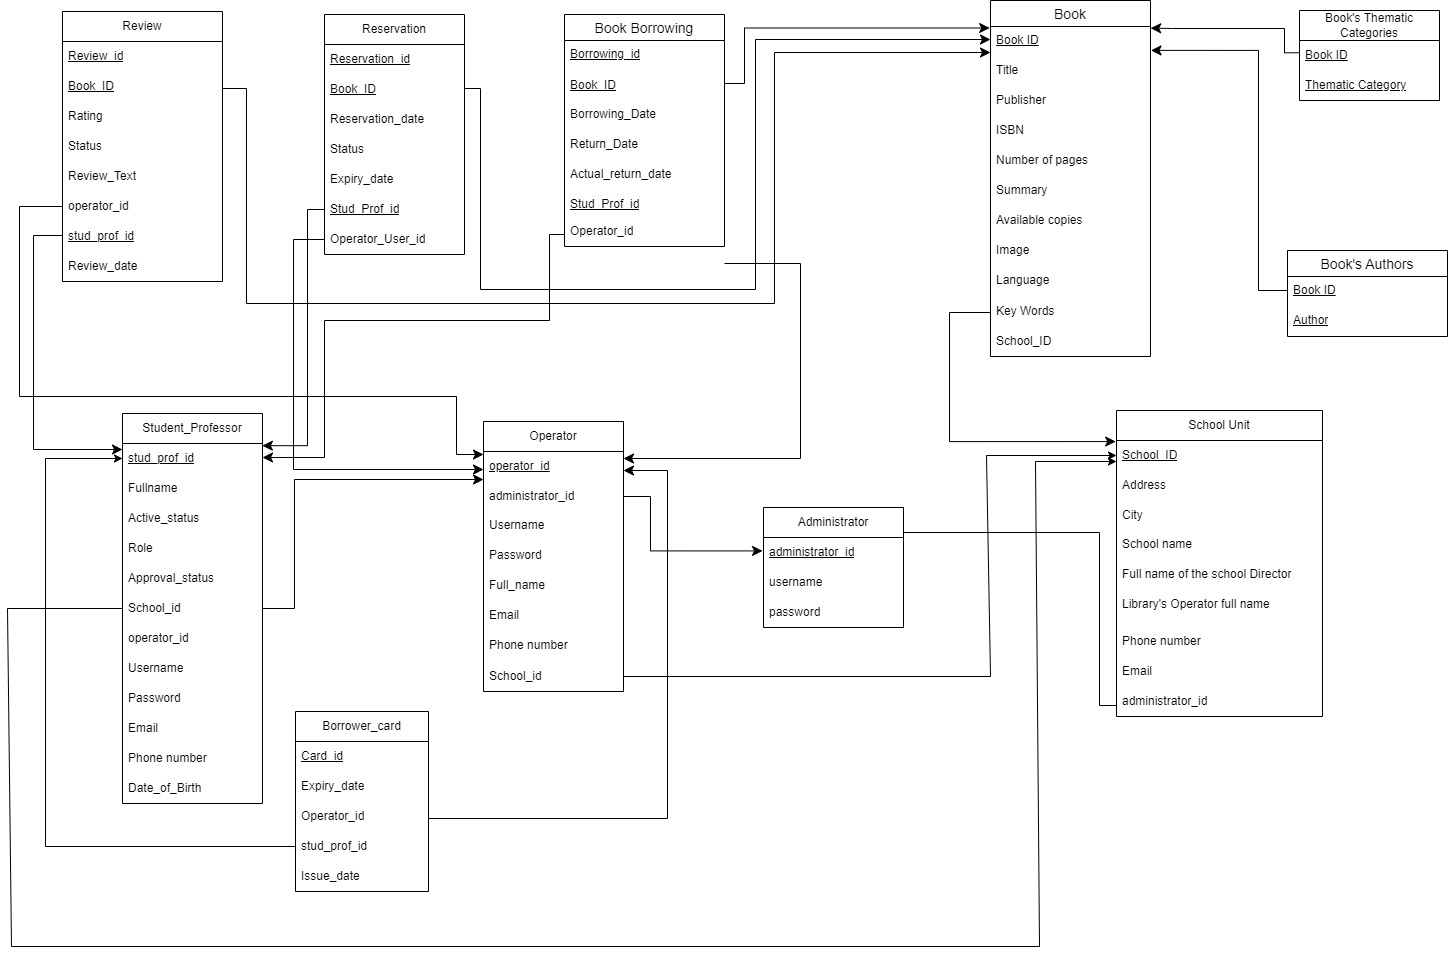 Review
Review_id
Book_ID
Rating
Status
Review_Text
operator_id
stud_prof_id
Review_date
Reservation
Reservation_id
Book_ID
Reservation_date
Status
Expiry_date
Stud_Prof_id
Operator_User_id
Book Borrowing
Borrowing_id
Book_ID
Borrowing_Date
Return_Date
Actual_return_date
Stud_Prof_id
Operator_id
Book
Book ID
Title
Publisher
ISBN
Number of pages
Summary
Available copies
Image
Language
Key Words
School_ID
Book's Thematic
Categories
Book ID
Thematic Category
Book's Authors
Book ID
Author
Student_Professor
stud_prof_id
Fullname
Active_status
Role
Approval_status
School_id
operator_id
Username
Password
Email
Phone number
Date_of_Birth
Operator
operator_id
administrator_id
Username
Password
Full_name
Email
Phone number
School_id
Administrator
administrator_id
username
password
School Unit
School_ID
Address
City
School name
Full name of the school Director
Library's Operator full name
Phone number
Email
administrator_id
Borrower_card
Card_id
Expiry_date
Operator_id
stud_prof_id
Issue_date